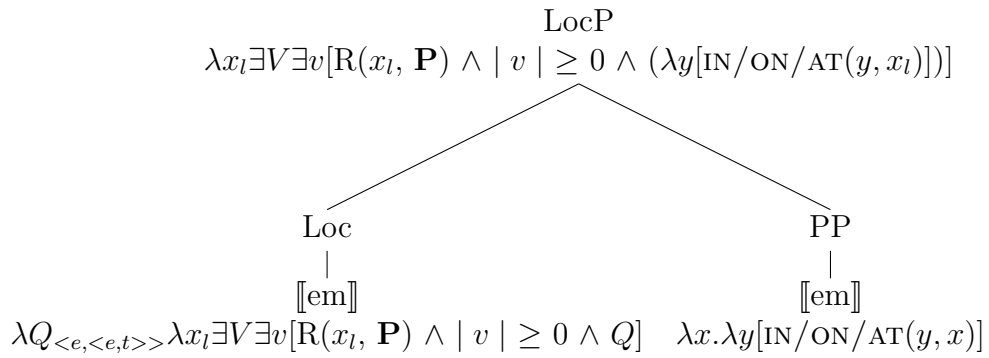 LocP
λx_l∃V∃v[R(x_l, P) ∧ | v | ≥ 0 ∧ (λy[IN/ON/AT(y, x_l)])]
Loc PP
⟦em⟧ ⟦em⟧
λQ_{<e,<e,t>>}λx_l∃V∃v[R(x_l, P) ∧ | v | ≥ 0 ∧ Q] λx.λy[IN/ON/AT(y, x)]